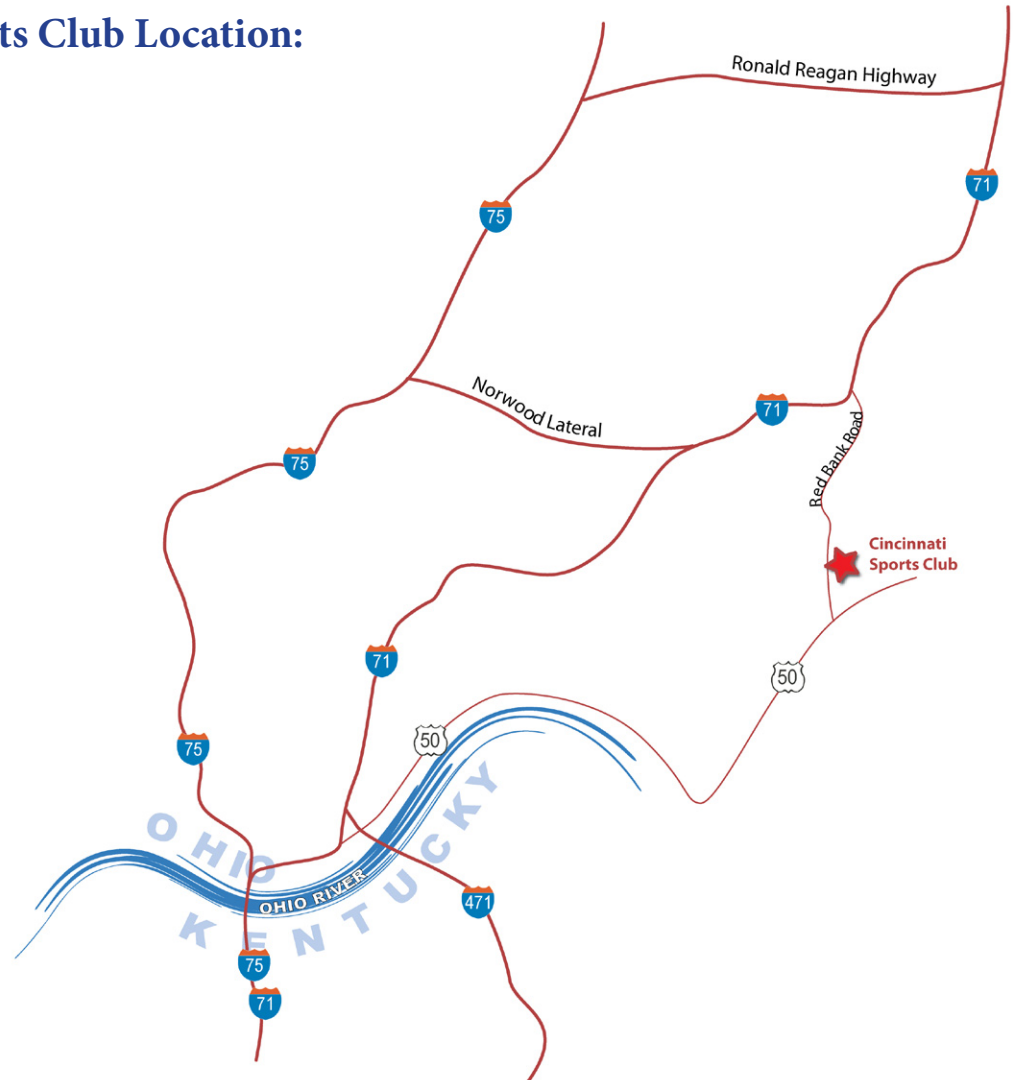 ts Club Location:
Ronald Reagan Highway
71
75
Norwood Lateral
71
75
Red Bank Road
Cincinnati
Sports Club
71
50
50
75
OHIO
OHIO RIVER
KENTUCKY
471
75
71